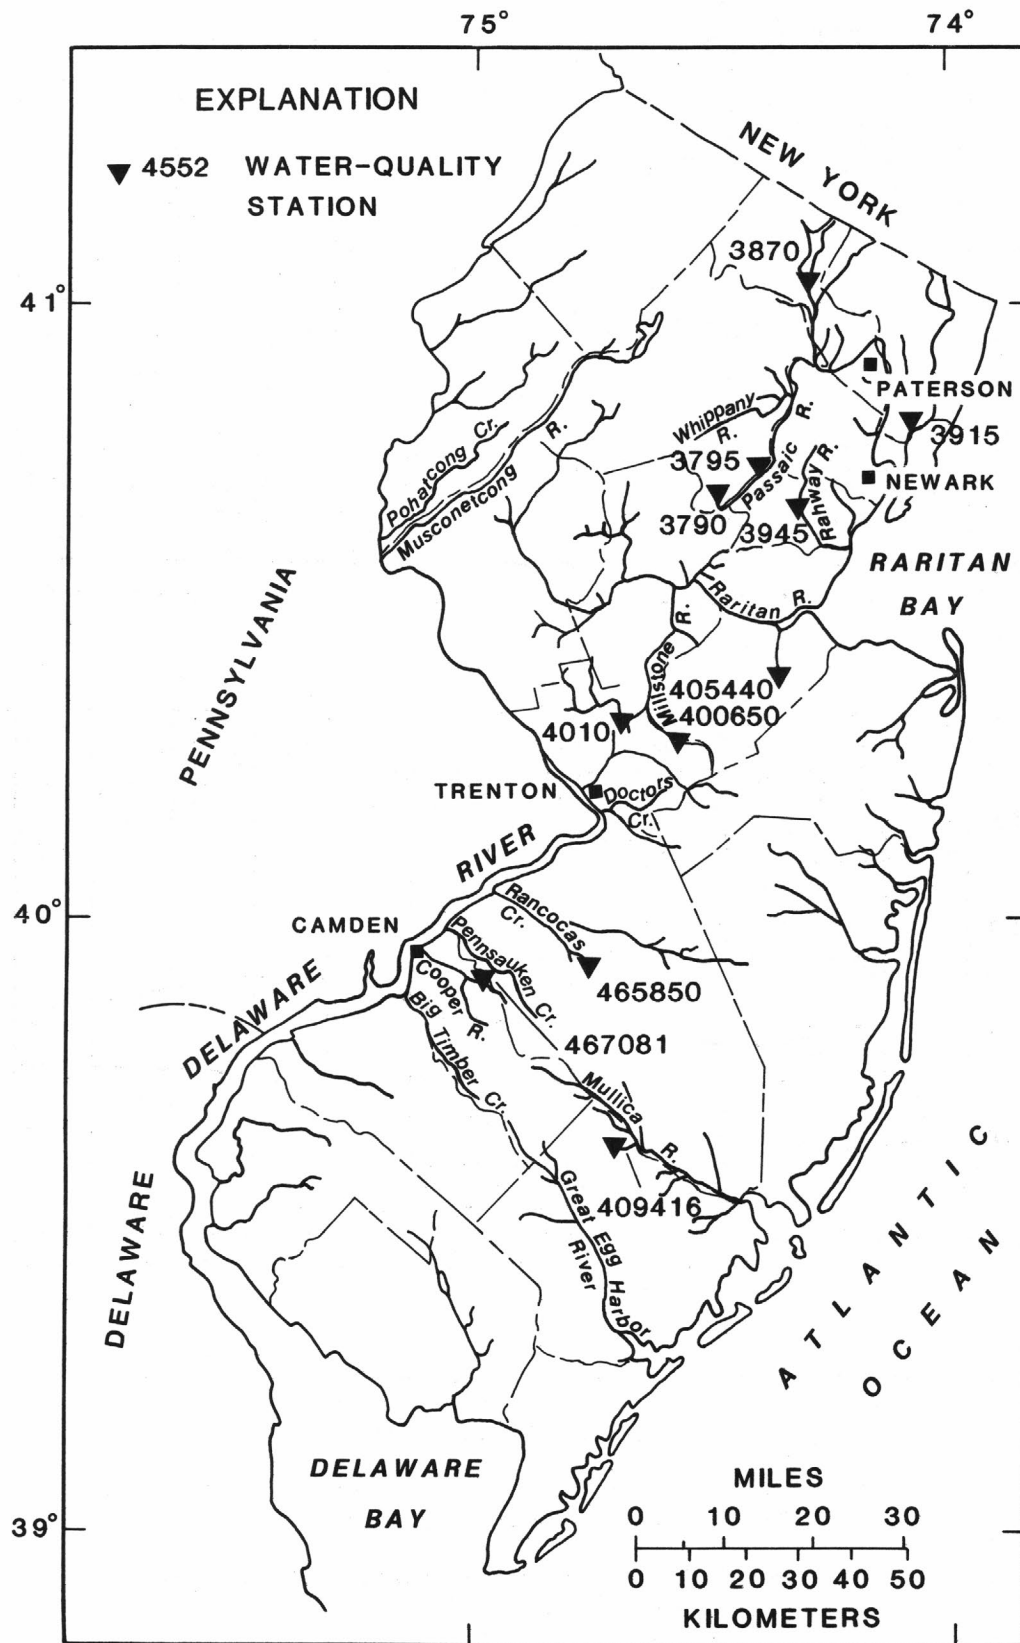 75° 74°
EXPLANATION
4552 WATER-QUALITY
STATION
NEW YORK
3870
41°
PATERSON
3915
Whippany
R.
3795
Passaic R.
Rahway R.
NEWARK
3790
3945
Pohatcong Cr.
Musconetcong R.
RARITAN
BAY
Raritan R.
PENNSYLVANIA
Millstone R.
405440
400650
4010
TRENTON
Doctors
Cr.
DELAWARE RIVER
40°
CAMDEN
Rancocas
Cr.
Pennsauken Cr.
Cooper R.
465850
Big Timber Cr.
467081
Mullica R.
409416
Great Egg Harbor
River
DELAWARE
ATLANTIC
OCEAN
DELAWARE
BAY
39°
MILES
0 10 20 30
0 10 20 30 40 50
KILOMETERS